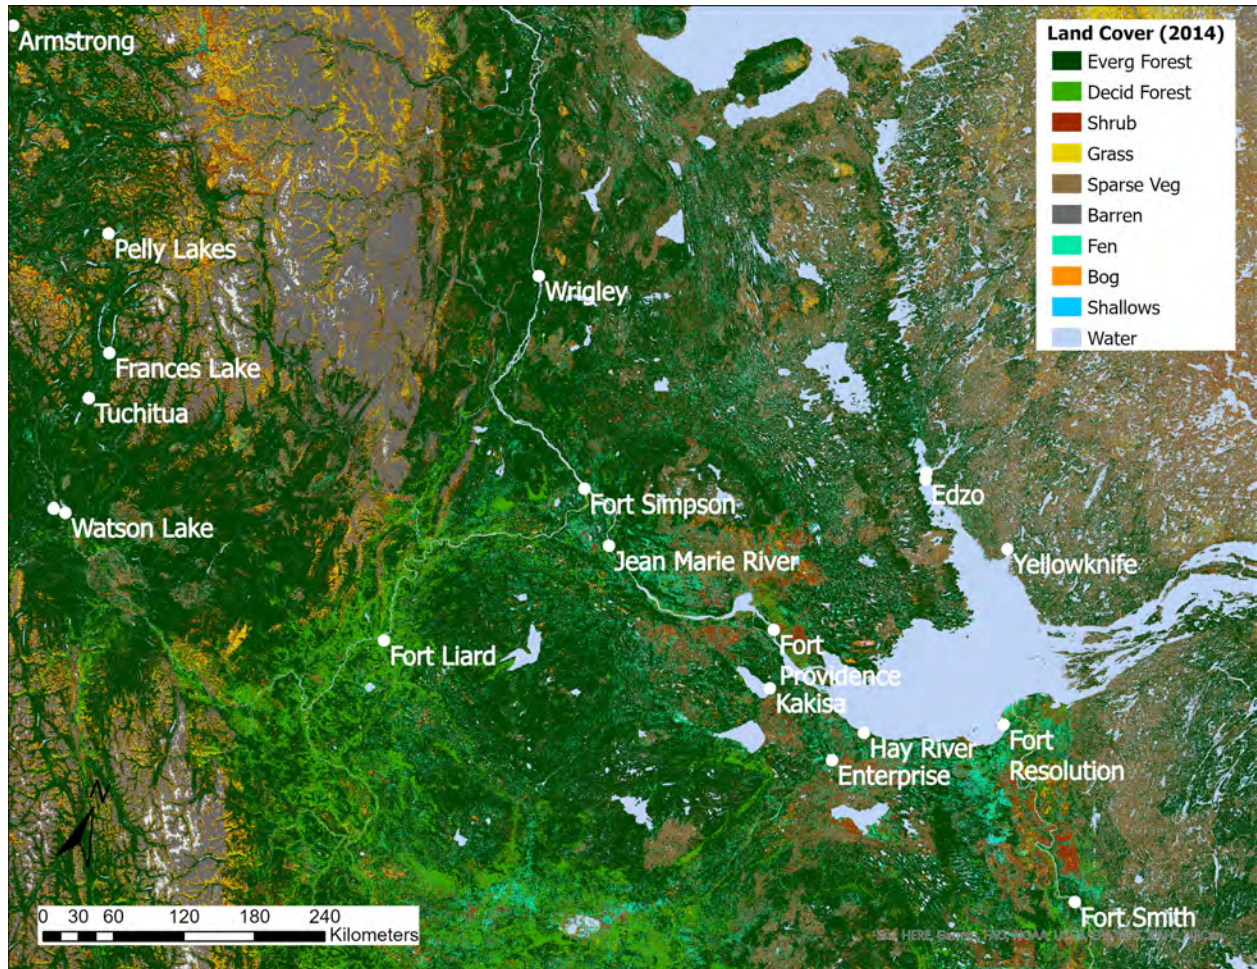 Armstrong
Land Cover (2014)
Everg Forest
Decid Forest
Shrub
Grass
Sparse Veg
Barren
Fen
Bog
Shallows
Water
Pelly Lakes
Wrigley
Frances Lake
Tuchitua
Edzo
Fort Simpson
Watson Lake
Jean Marie River
Yellowknife
Fort Liard
Fort
Providence
Kakisa
Hay River
Enterprise
Fort
Resolution
N
0 30 60 120 180 240
Kilometers
Fort Smith